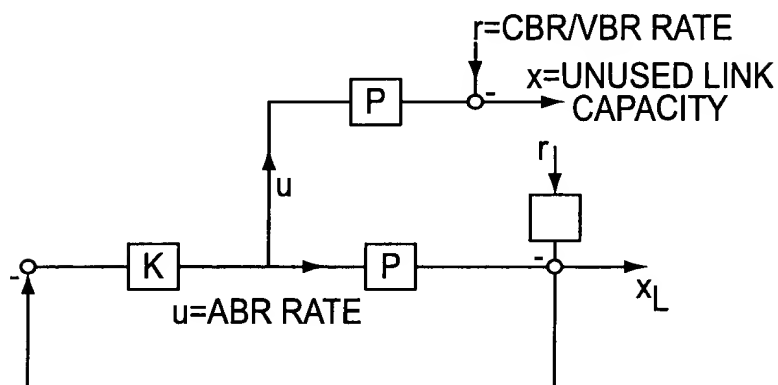 r=CBR/VBR RATE
x=UNUSED LINK
CAPACITY
P
-
r
u
K
P
-
-
u=ABR RATE
x_L